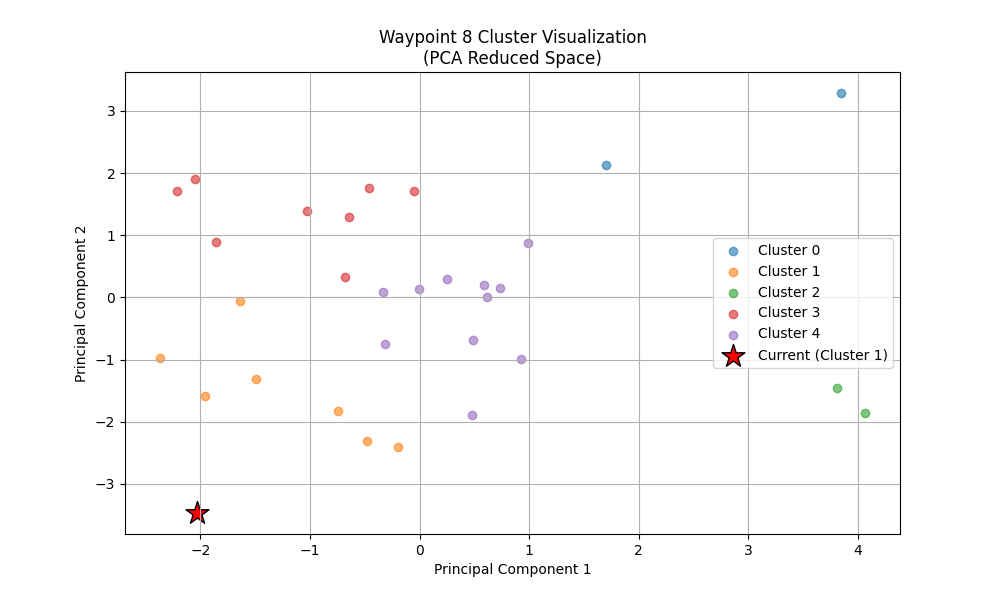 Waypoint 8 Cluster Visualization
(PCA Reduced Space)
Principal Component 2
3
2
1
0
−1
−2
−3
Cluster 0
Cluster 1
Cluster 2
Cluster 3
Cluster 4
Current (Cluster 1)
−2
−1
0
1
2
3
4
Principal Component 1